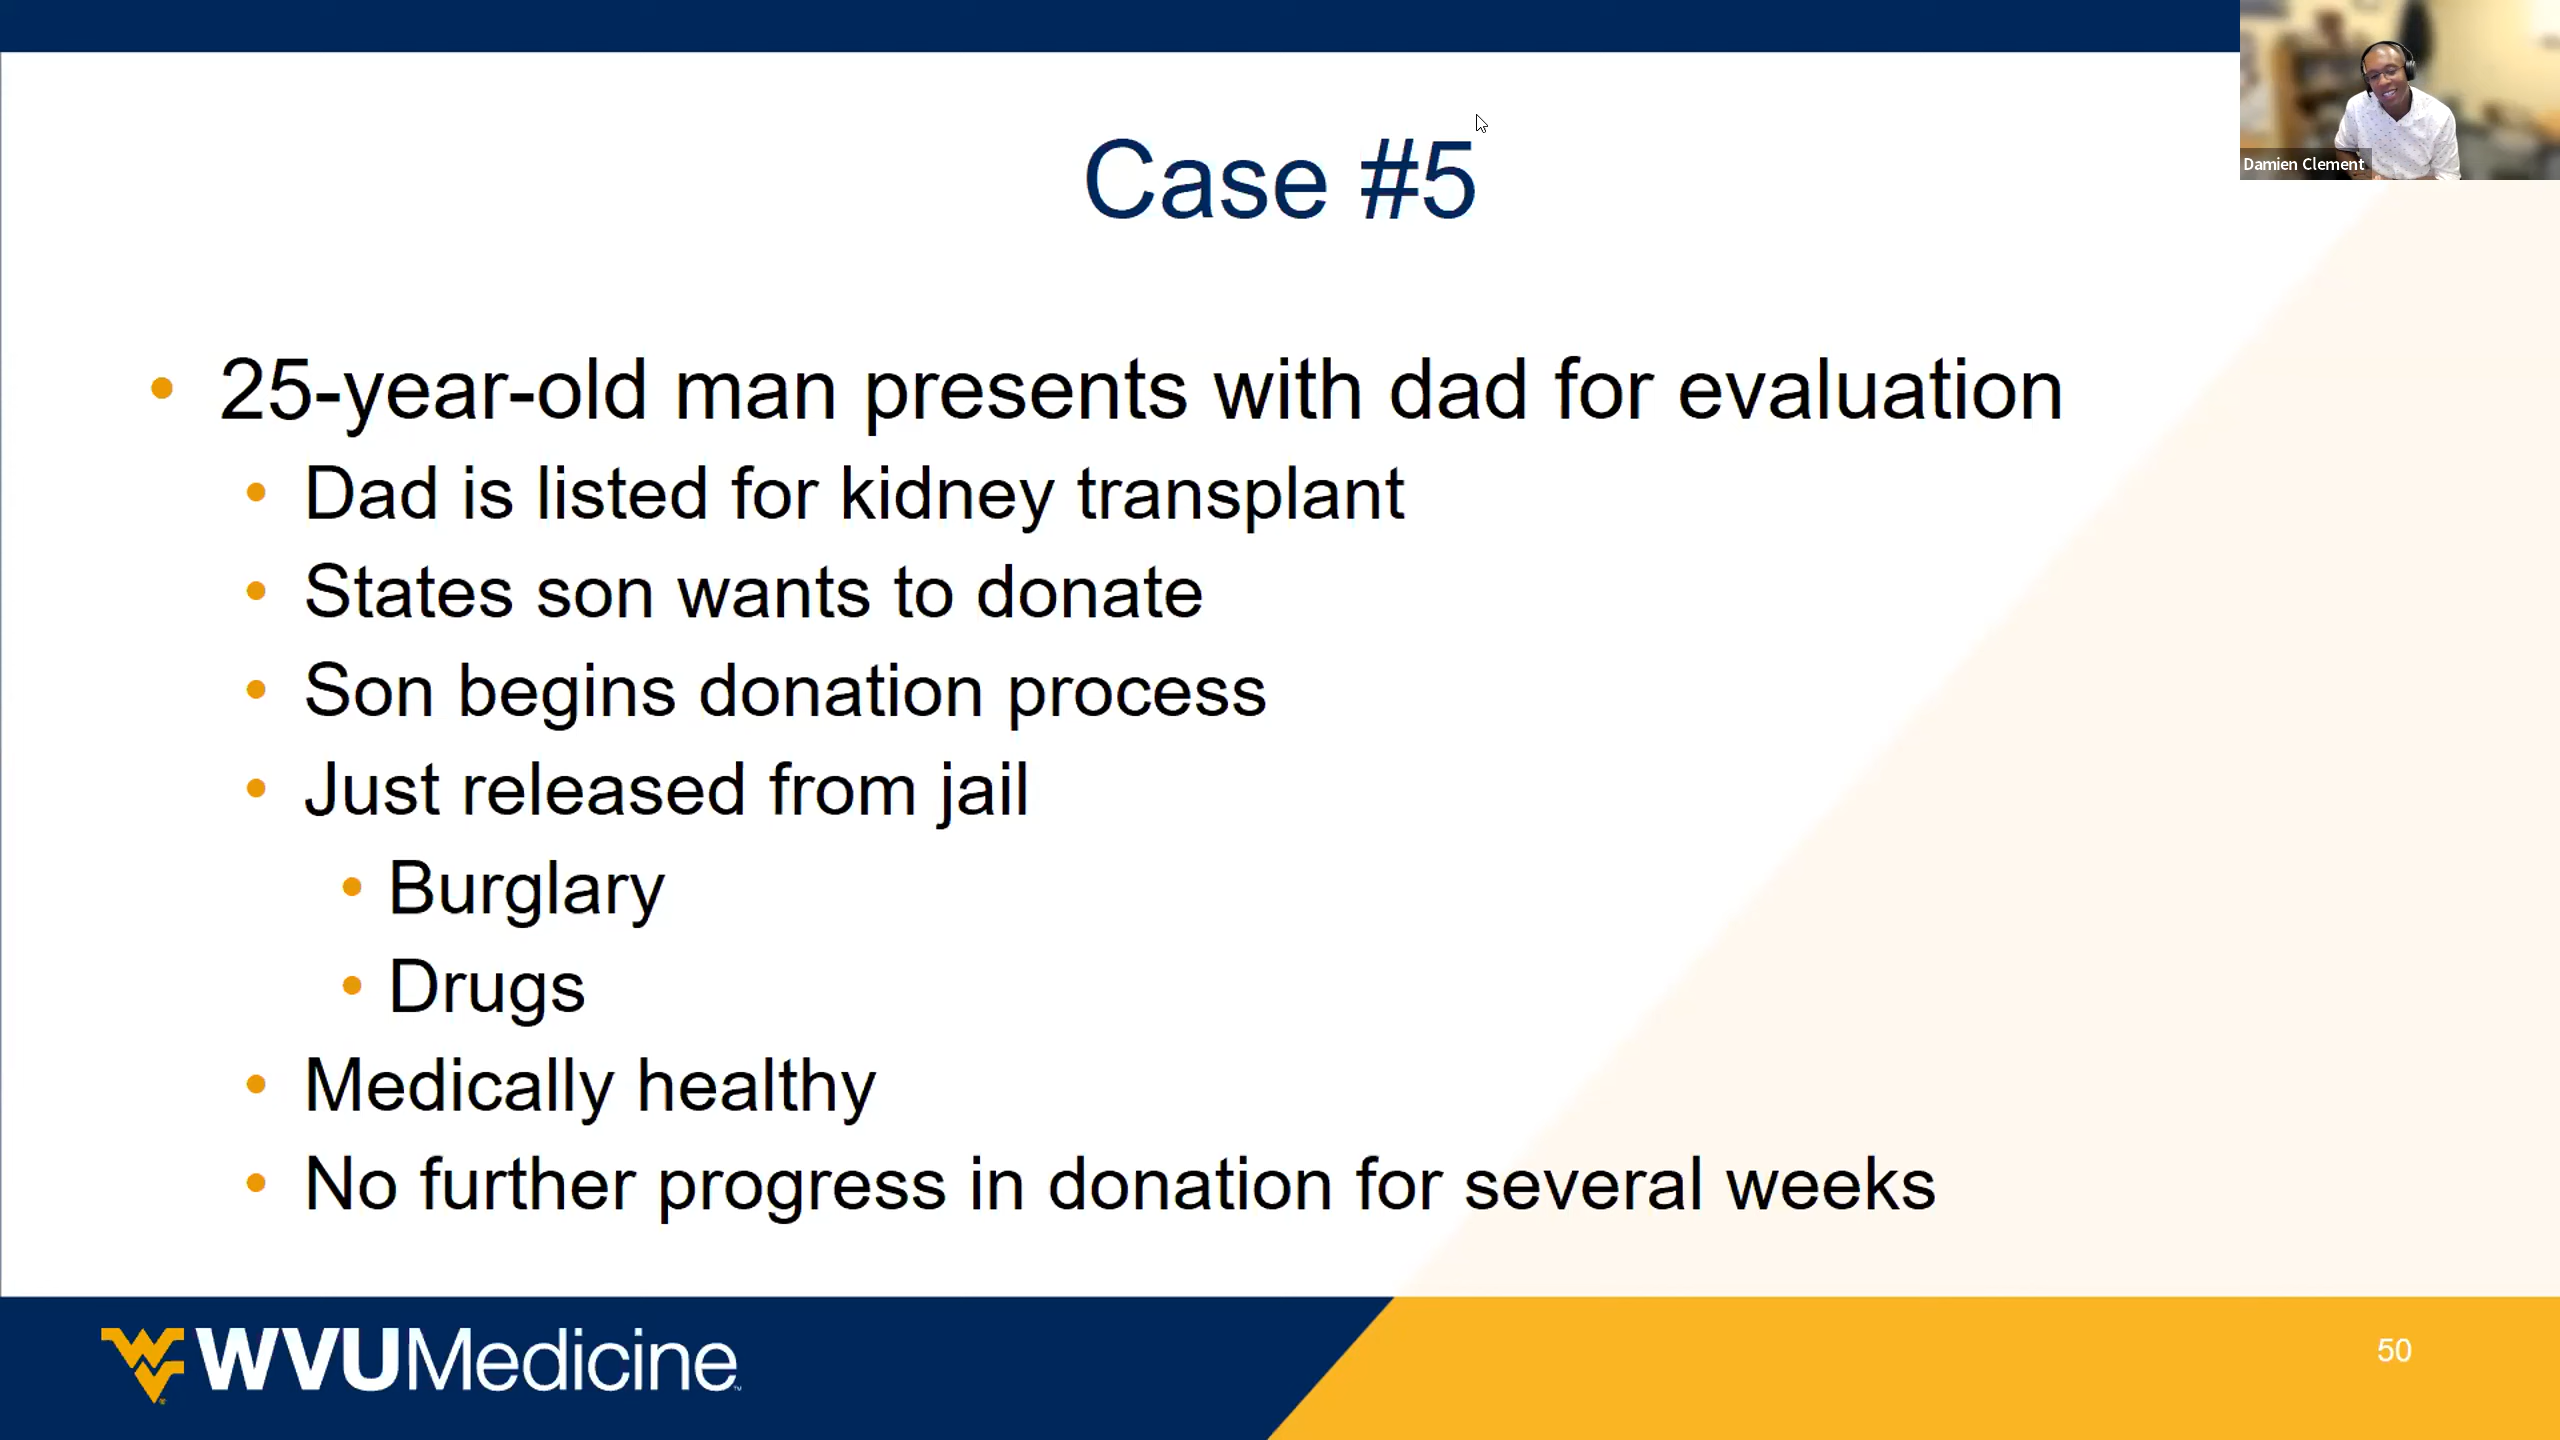 Damien Clement
Case #5
25-year-old man presents with dad for evaluation
Dad is listed for kidney transplant
States son wants to donate
Son begins donation process
Just released from jail
Burglary
Drugs
Medically healthy
No further progress in donation for several weeks
WVUMedicine
50